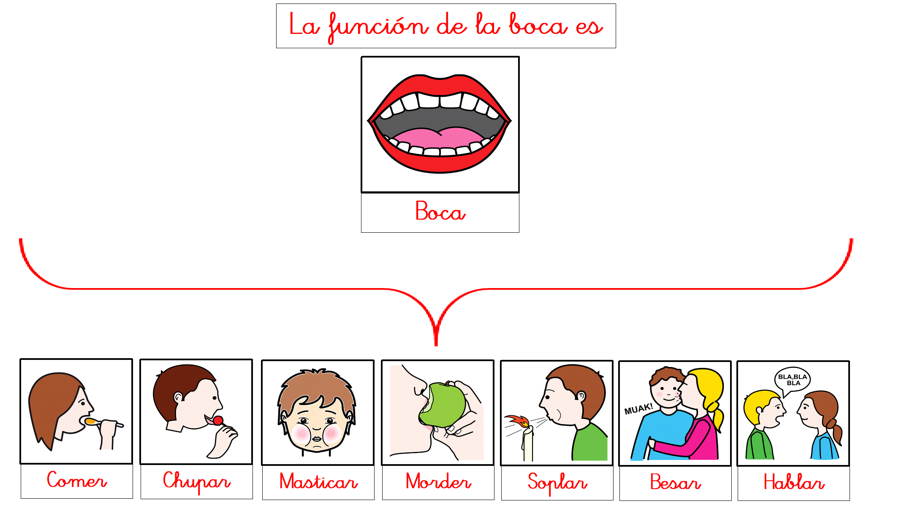 La función de la boca es
Boca
MUAK!
BLA,BLA
BLA
Comer
Chupar
Masticar
Morder
Soplar
Besar
Hablar